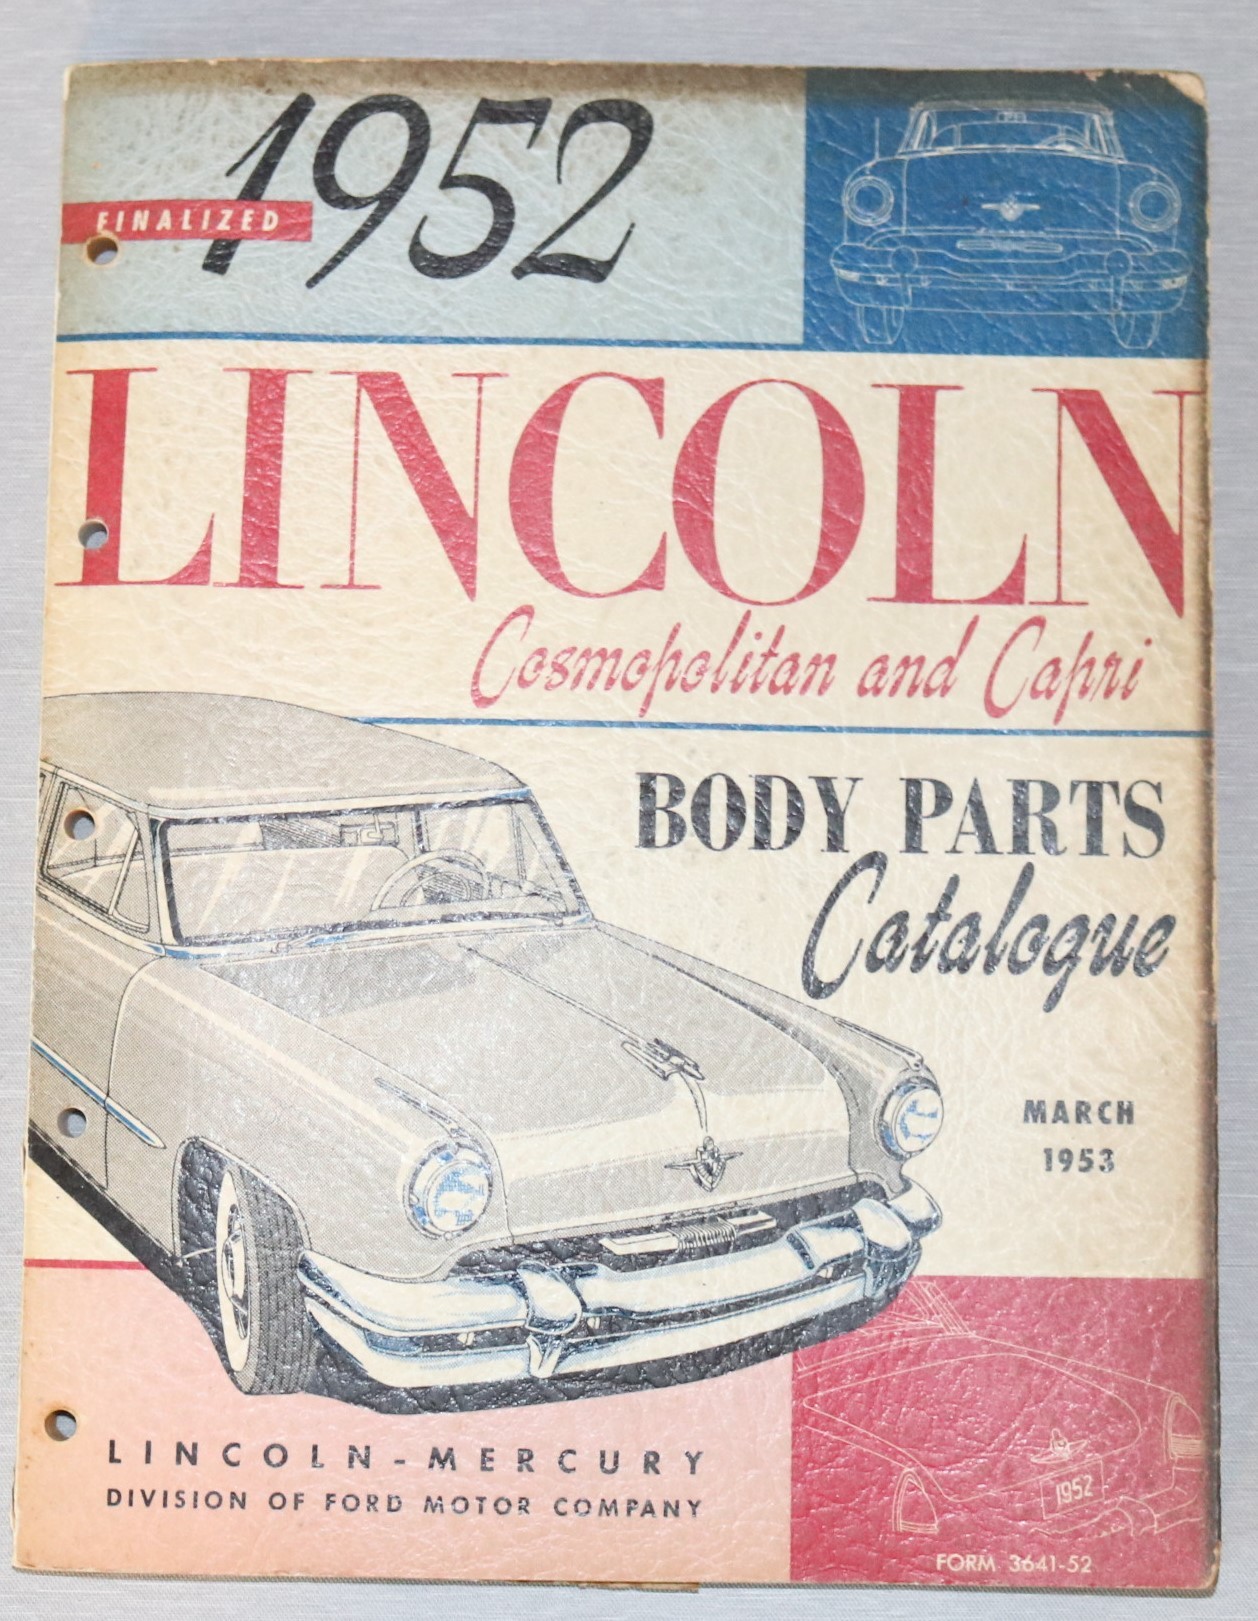 1952
FINALIZED
LINCOLN
Cosmopolitan and Capri
BODY PARTS
Catalogue
MARCH
1953
LINCOLN-MERCURY
DIVISION OF FORD MOTOR COMPANY
1952
FORM 3641-52